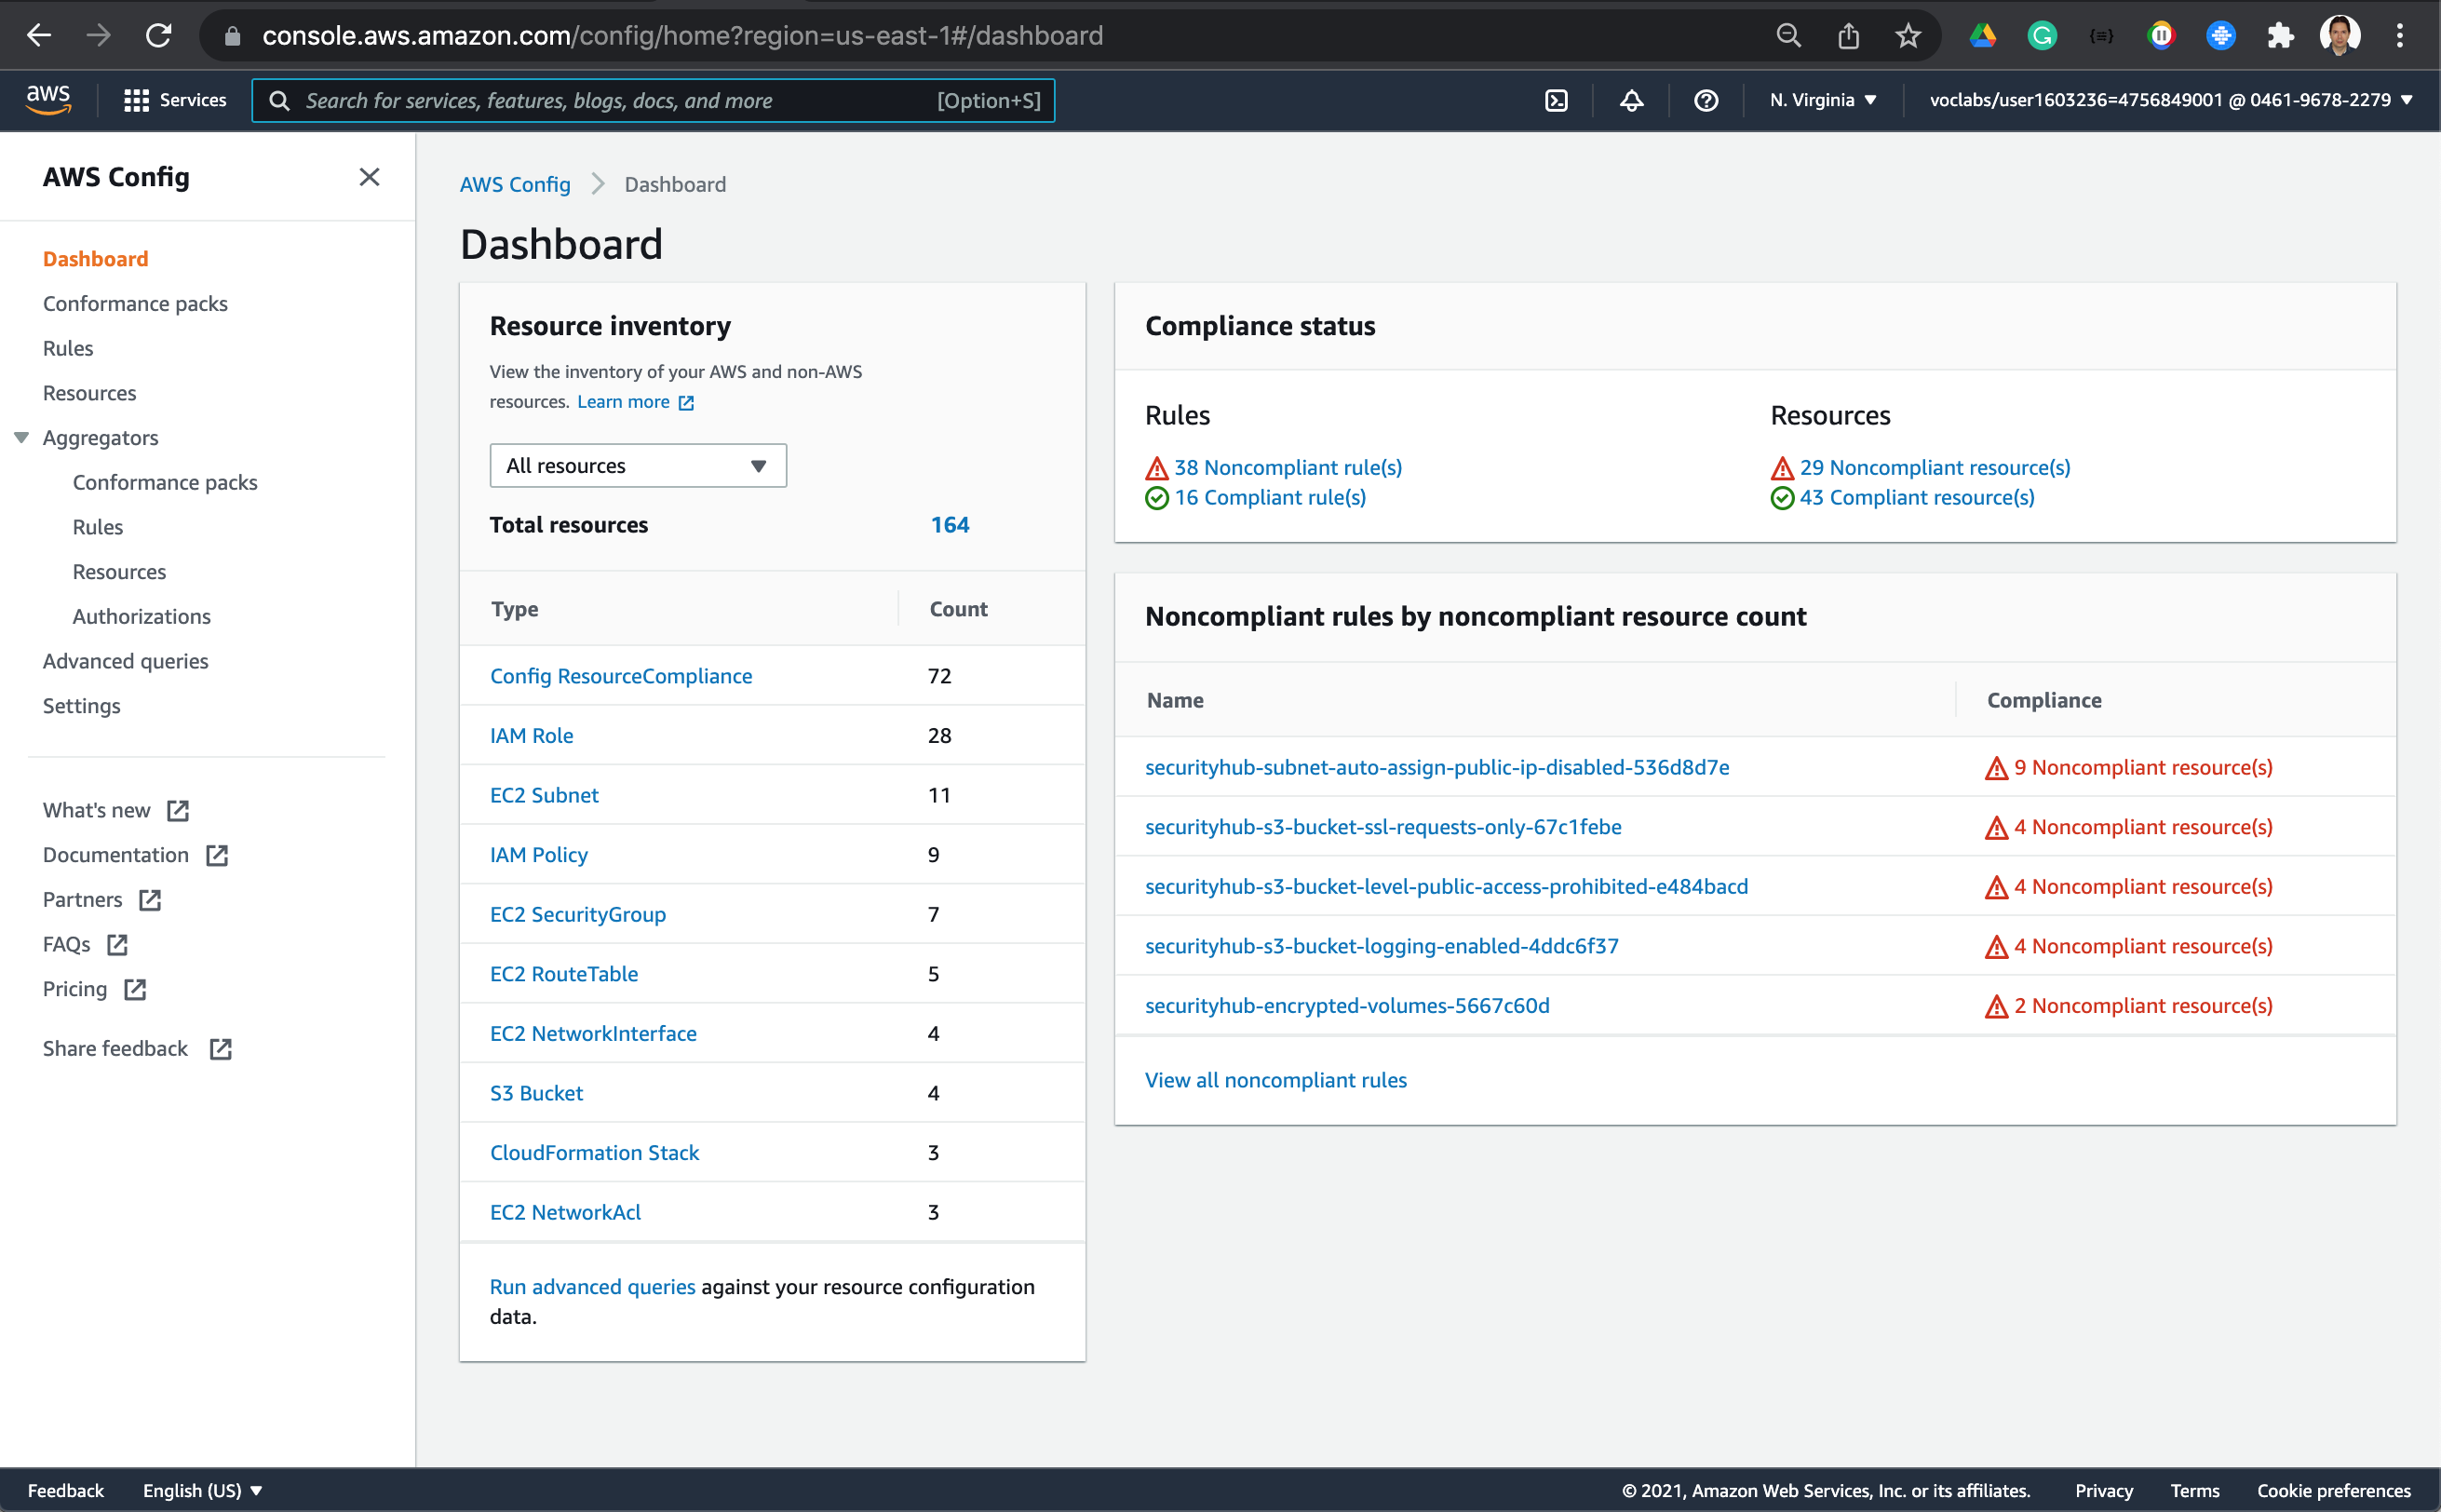 console.aws.amazon.com/config/home?region=us-east-1#/dashboard
aws
Services
Search for services, features, blogs, docs, and more
[Option+S]
N. Virginia
voclabs/user1603236=4756849001 @ 0461-9678-2279
AWS Config
Dashboard
Conformance packs
Rules
Resources
Aggregators
Conformance packs
Rules
Resources
Authorizations
Advanced queries
Settings
What's new
Documentation
Partners
FAQs
Pricing
Share feedback
AWS Config
Dashboard
Dashboard
Resource inventory
View the inventory of your AWS and non-AWS
resources. Learn more
All resources
Total resources 164
Type Count
Config ResourceCompliance 72
IAM Role 28
EC2 Subnet 11
IAM Policy 9
EC2 SecurityGroup 7
EC2 RouteTable 5
EC2 NetworkInterface 4
S3 Bucket 4
CloudFormation Stack 3
EC2 NetworkAcl 3
Run advanced queries against your resource configuration
data.
Compliance status
Rules
38 Noncompliant rule(s)
16 Compliant rule(s)
Resources
29 Noncompliant resource(s)
43 Compliant resource(s)
Noncompliant rules by noncompliant resource count
Name Compliance
securityhub-subnet-auto-assign-public-ip-disabled-536d8d7e 9 Noncompliant resource(s)
securityhub-s3-bucket-ssl-requests-only-67c1febe 4 Noncompliant resource(s)
securityhub-s3-bucket-level-public-access-prohibited-e484bacd 4 Noncompliant resource(s)
securityhub-s3-bucket-logging-enabled-4ddc6f37 4 Noncompliant resource(s)
securityhub-encrypted-volumes-5667c60d 2 Noncompliant resource(s)
View all noncompliant rules
Feedback
English (US)
© 2021, Amazon Web Services, Inc. or its affiliates.
Privacy
Terms
Cookie preferences